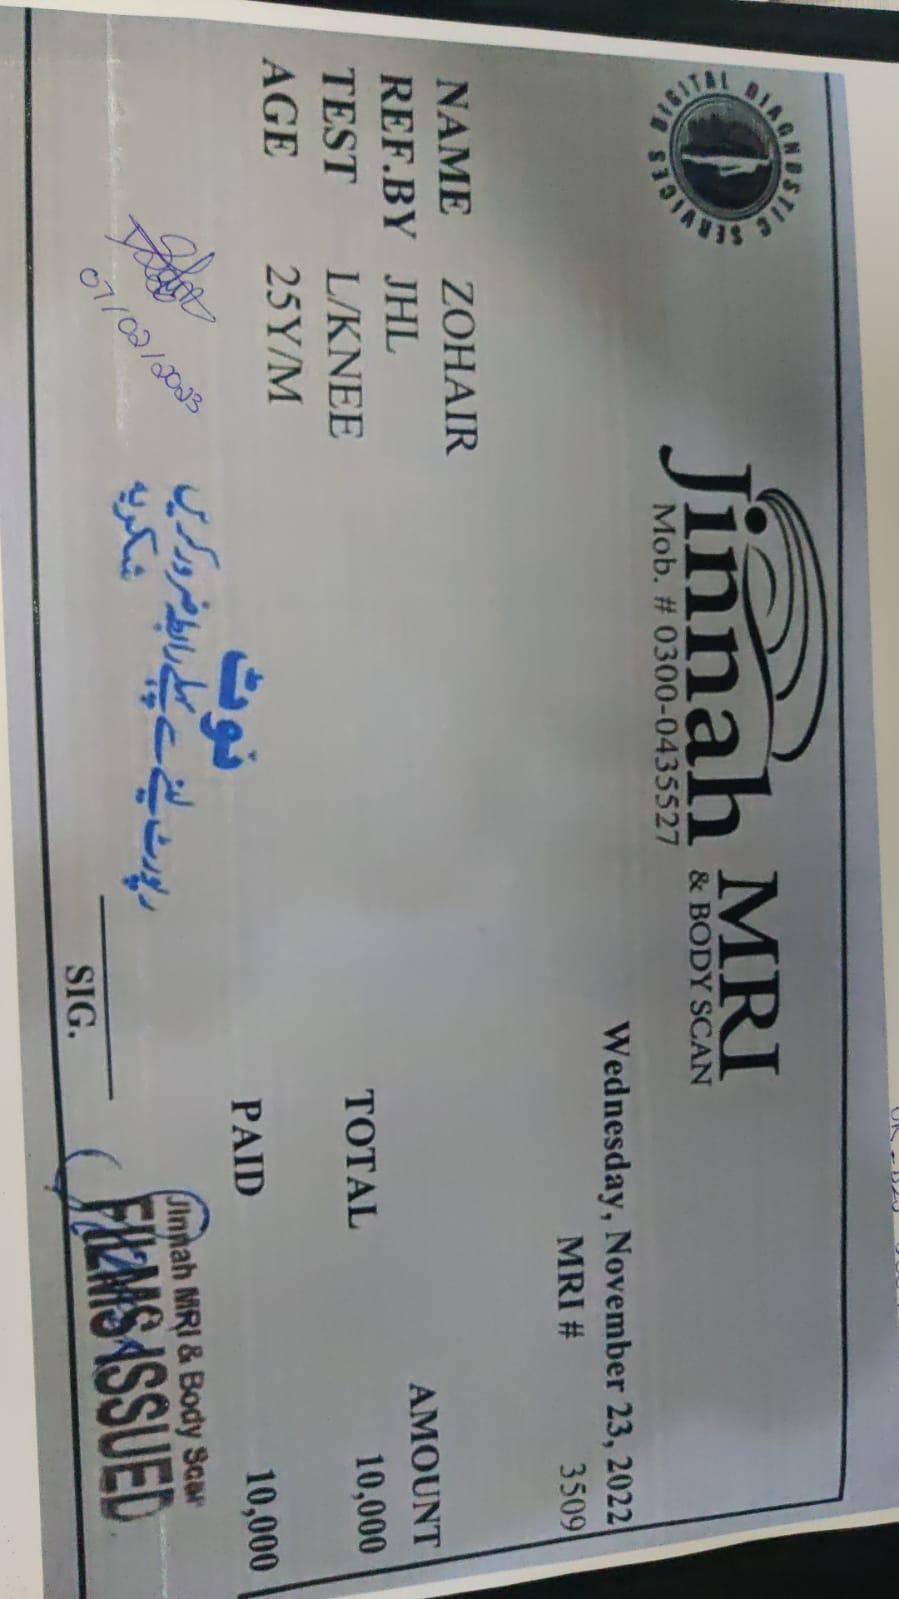 DIGITAL DIAGNOSTIC SERVICES
Jinnah MRI
& BODY SCAN
Mob. # 0300-0435527
Wednesday, November 23, 2022
MRI # 3509
NAME ZOHAIR
REF.BY JHL
TEST L/KNEE
AGE 25Y/M
AMOUNT
TOTAL 10,000
PAID 10,000
نوٹ
رپورٹ لینے سے پہلے رابطہ ضرور کریں
شکریہ
07/02/2023
SIG.
Jinnah MRI & Body Scan
FILMS ISSUED